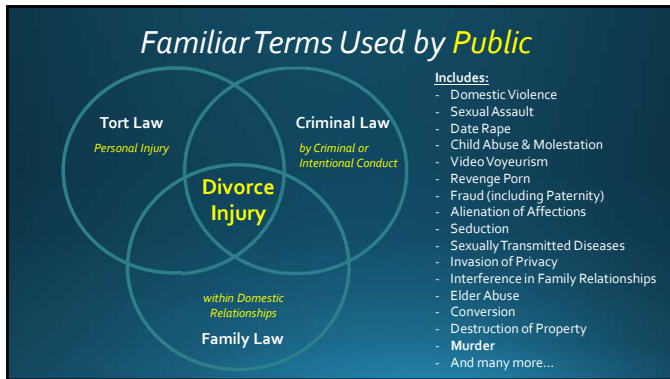 Familiar Terms Used by Public
Tort Law
Personal Injury
Criminal Law
by Criminal or
Intentional Conduct
Divorce
Injury
within Domestic
Relationships
Family Law
Includes:
- Domestic Violence
- Sexual Assault
- Date Rape
- Child Abuse & Molestation
- Video Voyeurism
- Revenge Porn
- Fraud (including Paternity)
- Alienation of Affections
- Seduction
- Sexually Transmitted Diseases
- Invasion of Privacy
- Interference in Family Relationships
- Elder Abuse
- Conversion
- Destruction of Property
- Murder
- And many more...